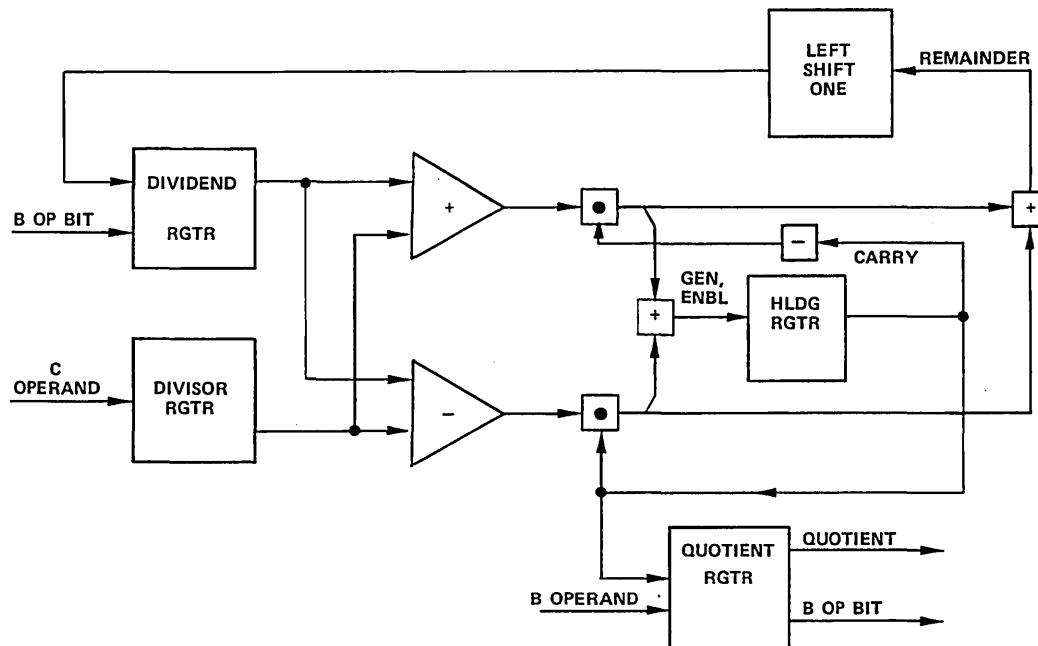 LEFT
SHIFT
ONE
REMAINDER
DIVIDEND
RGTR
B OP BIT
+
•
+
−
CARRY
GEN,
ENBL
+
HLDG
RGTR
C
OPERAND
DIVISOR
RGTR
−
•
QUOTIENT
RGTR
QUOTIENT
B OPERAND
B OP BIT